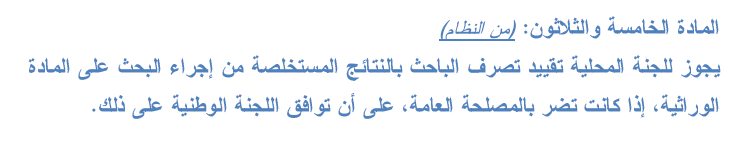 المادة الخامسة والثلاثون: (من النظام)
يجوز للجنة المحلية تقييد تصرف الباحث بالنتائج المستخلصة من إجراء البحث على المادة
الوراثية، إذا كانت تضر بالمصلحة العامة، على أن توافق اللجنة الوطنية على ذلك.